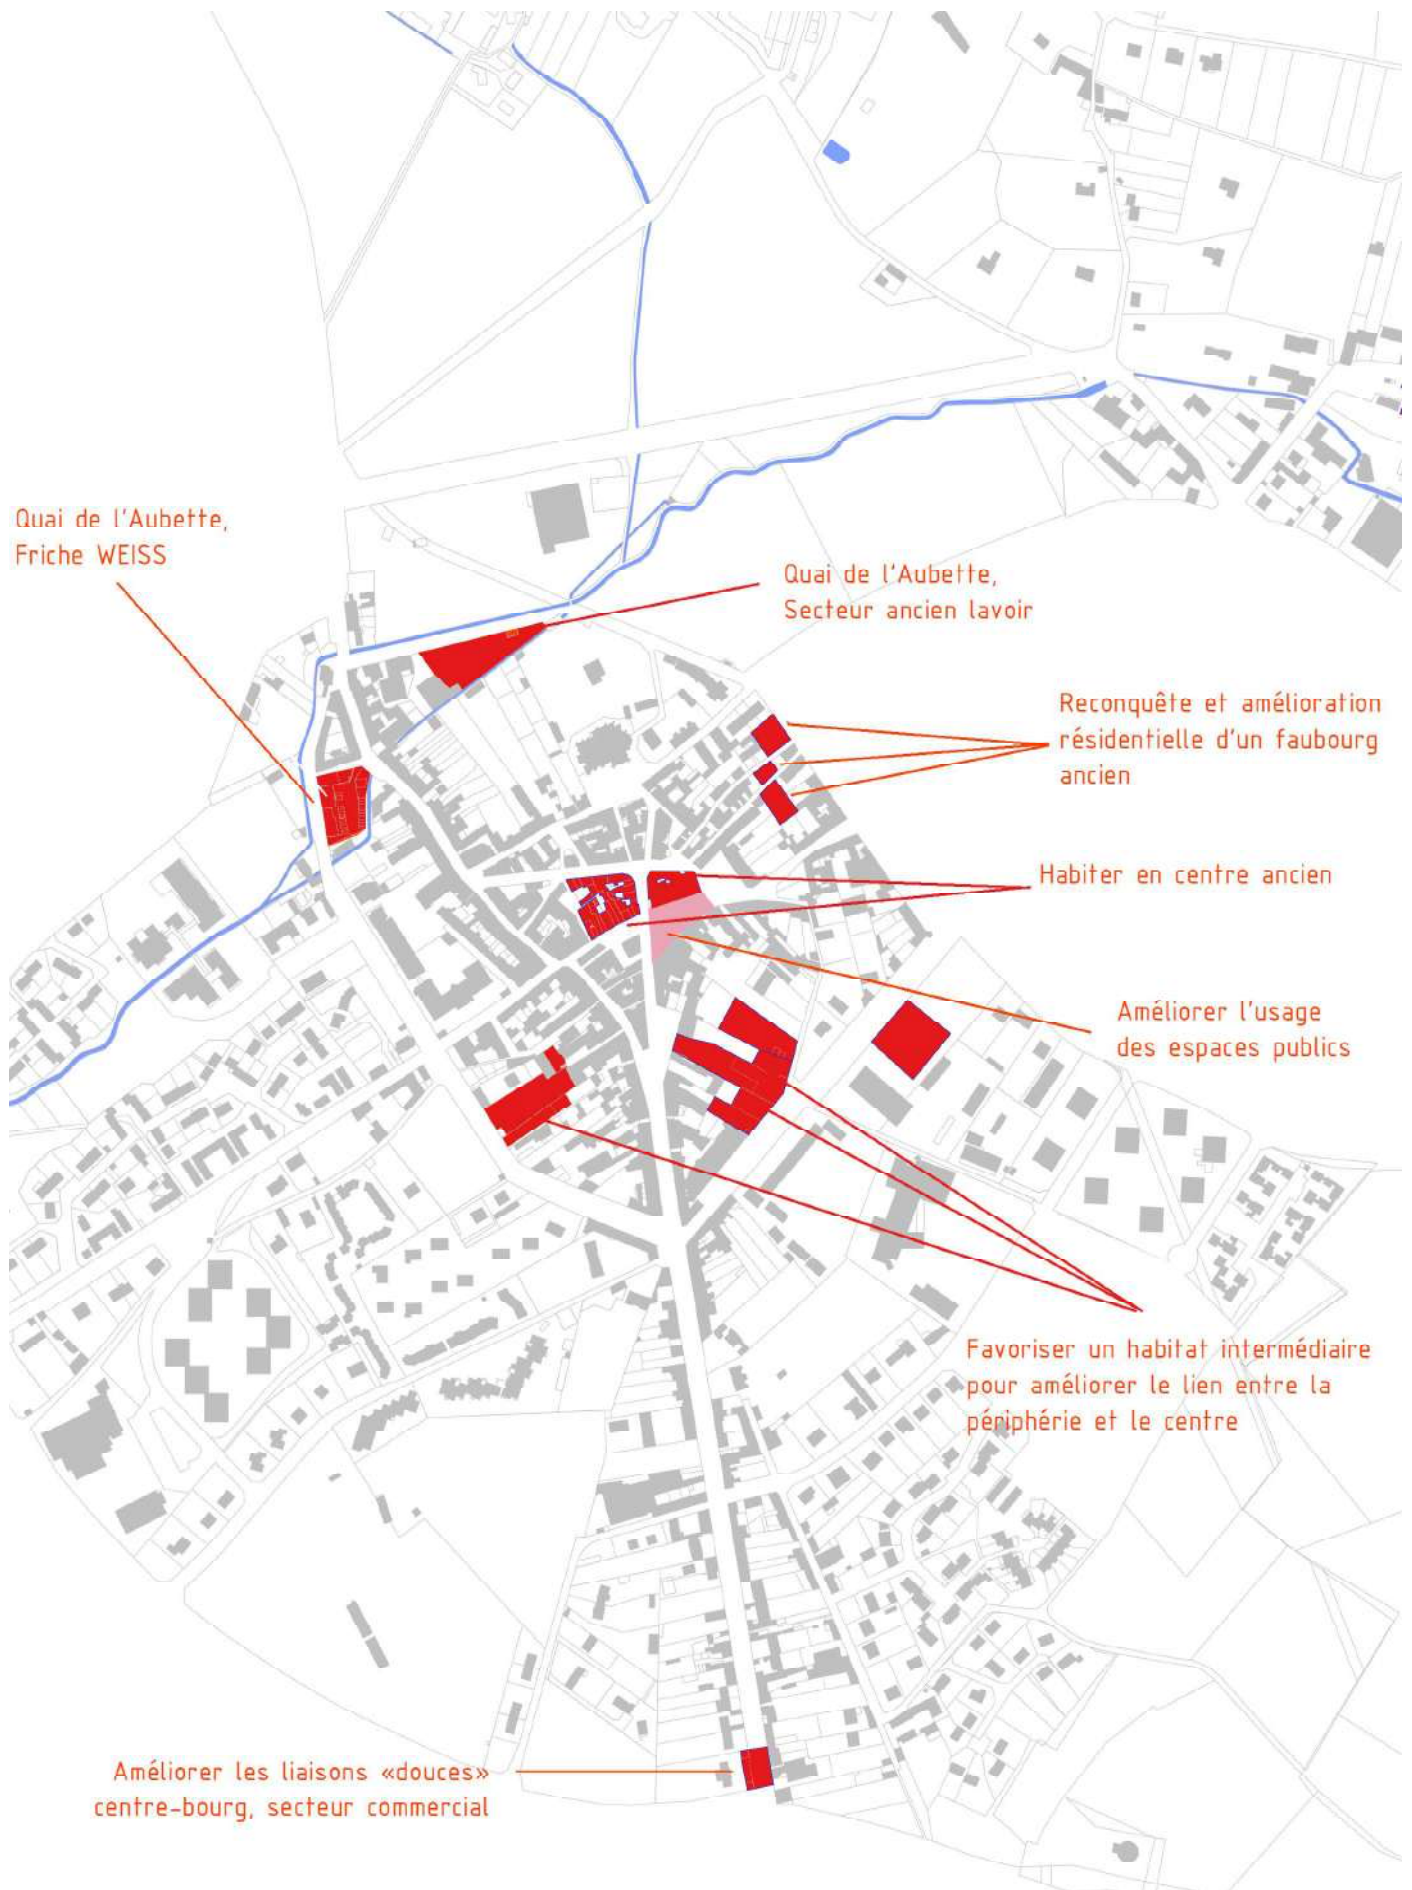 Quai de l'Aubette,
Friche WEISS
Quai de l'Aubette,
Secteur ancien lavoir
Reconquête et amélioration
résidentielle d'un faubourg
ancien
Habiter en centre ancien
Améliorer l'usage
des espaces publics
Favoriser un habitat intermédiaire
pour améliorer le lien entre la
périphérie et le centre
Améliorer les liaisons «douces»
centre-bourg, secteur commercial